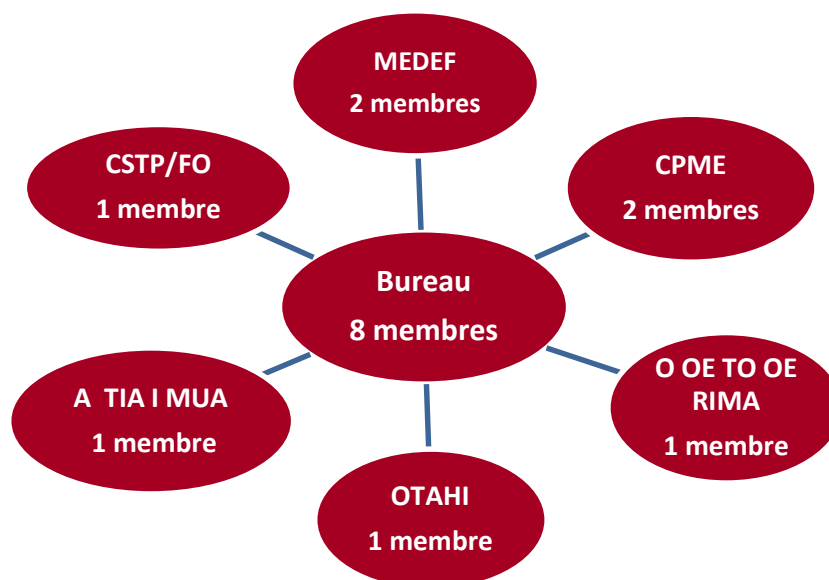 MEDEF
2 membres
CSTP/FO
1 membre
CPME
2 membres
Bureau
8 membres
A TIA I MUA
1 membre
O OE TO OE
RIMA
1 membre
OTAHI
1 membre